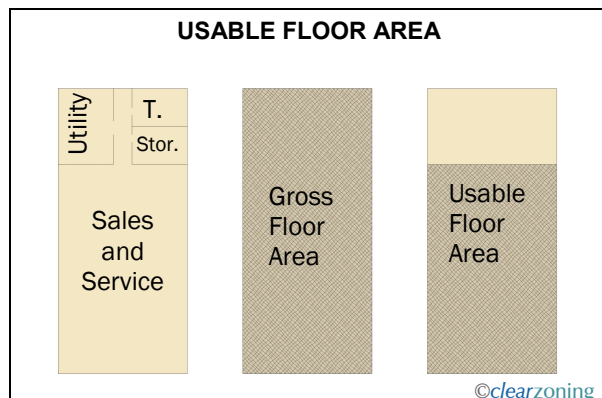 USABLE FLOOR AREA
Utility
T.
Stor.
Sales
and
Service
Gross
Floor
Area
Usable
Floor
Area
©clearzoning